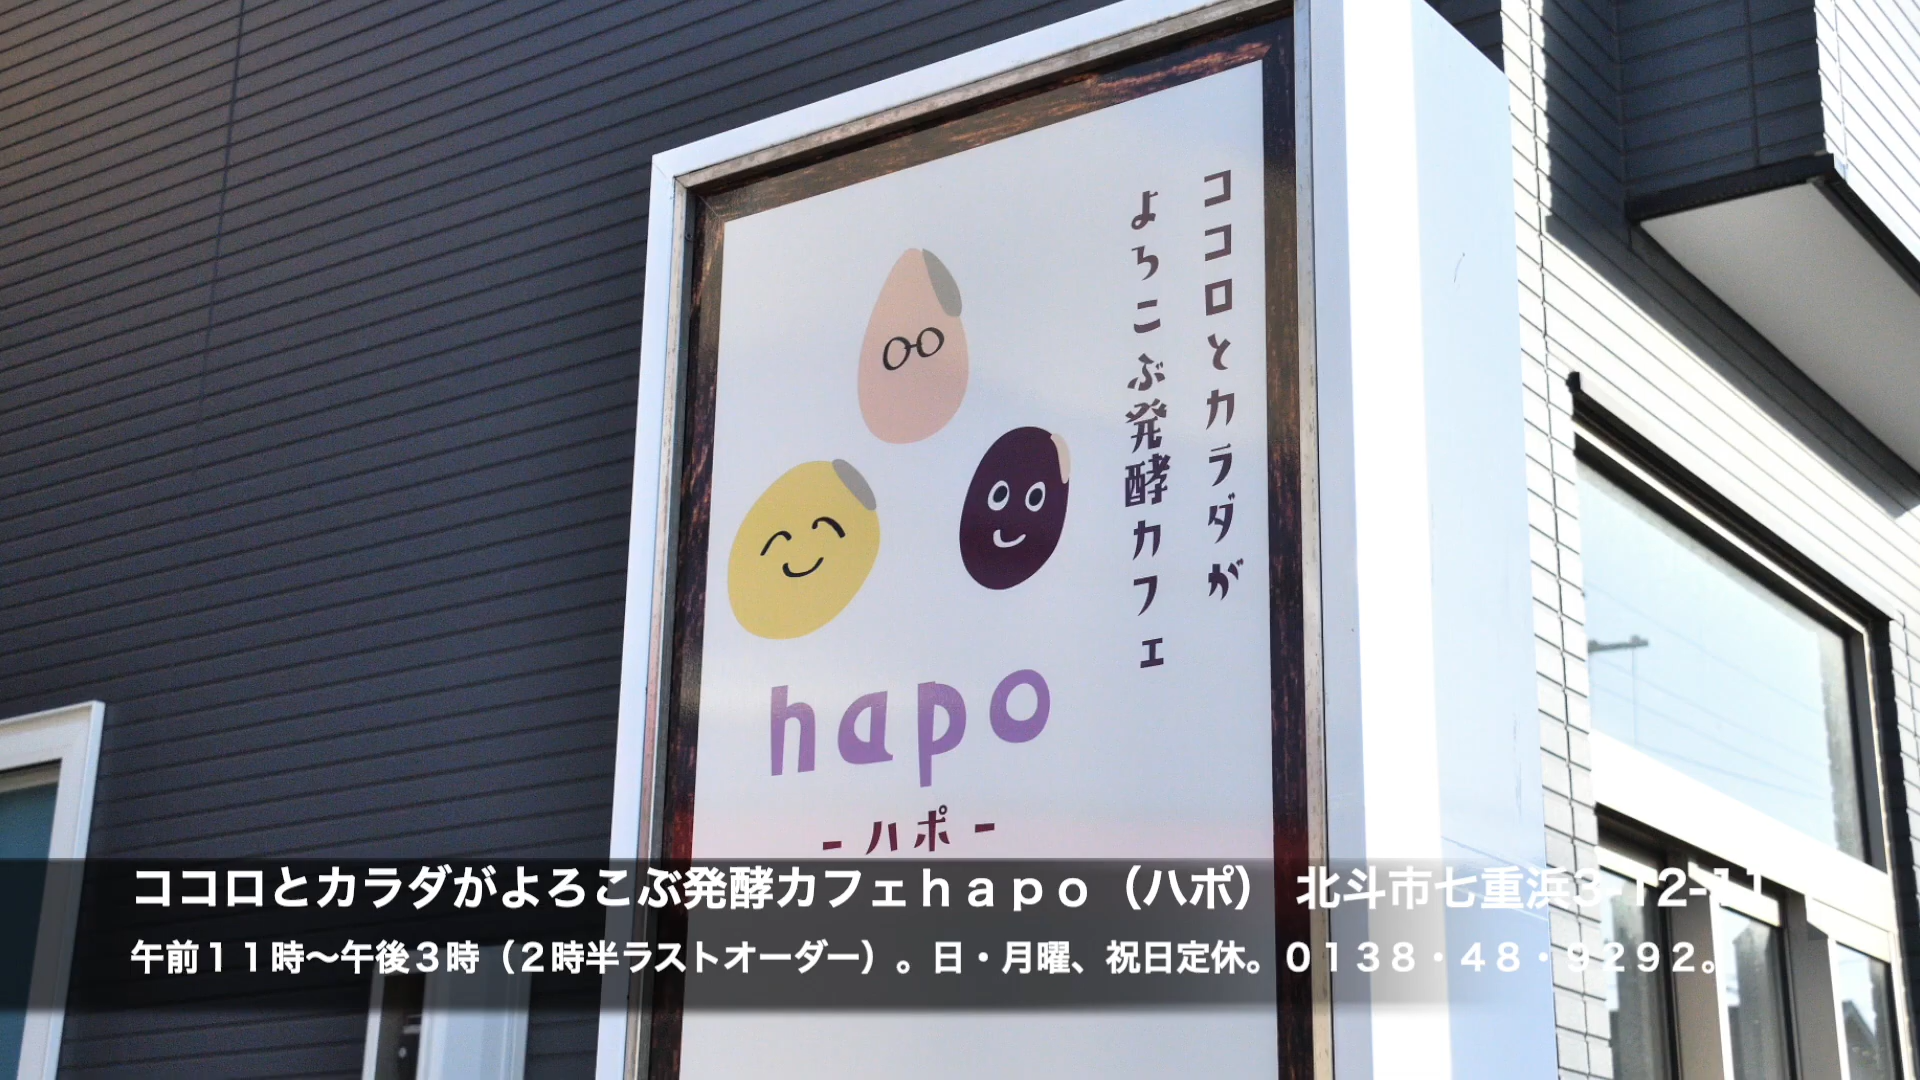 ココロとカラダが
よろこぶ発酵カフェ
hapo
-ハポ-
ココロとカラダがよろこぶ発酵カフェｈａｐｏ（ハポ） 北斗市七重浜3-12-11
午前１１時～午後３時（２時半ラストオーダー）。日・月曜、祝日定休。０１３８・４８・９２９２。